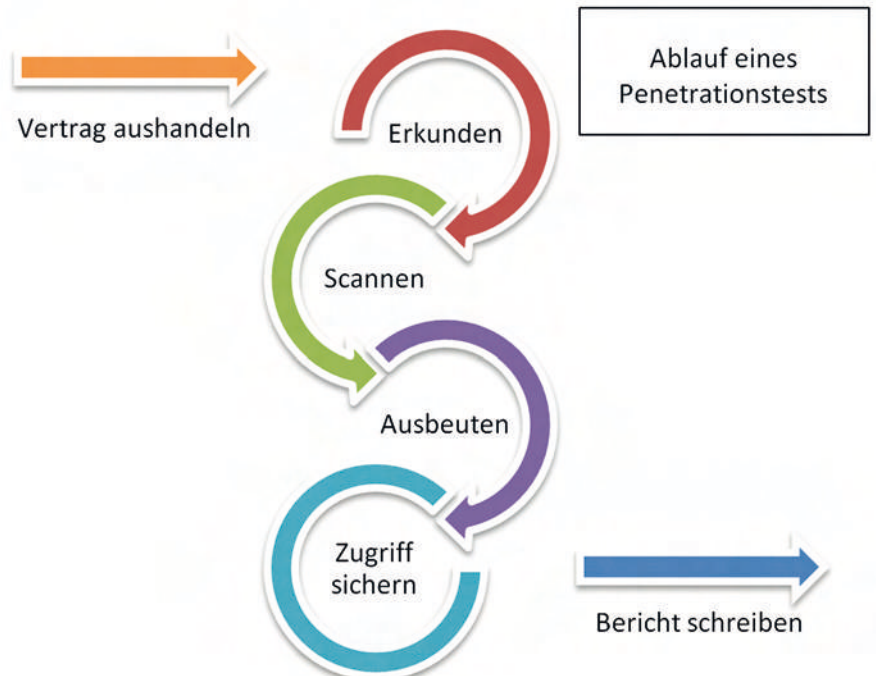 Ablauf eines
Penetrationstests
Vertrag aushandeln
Erkunden
Scannen
Ausbeuten
Zugriff
sichern
Bericht schreiben